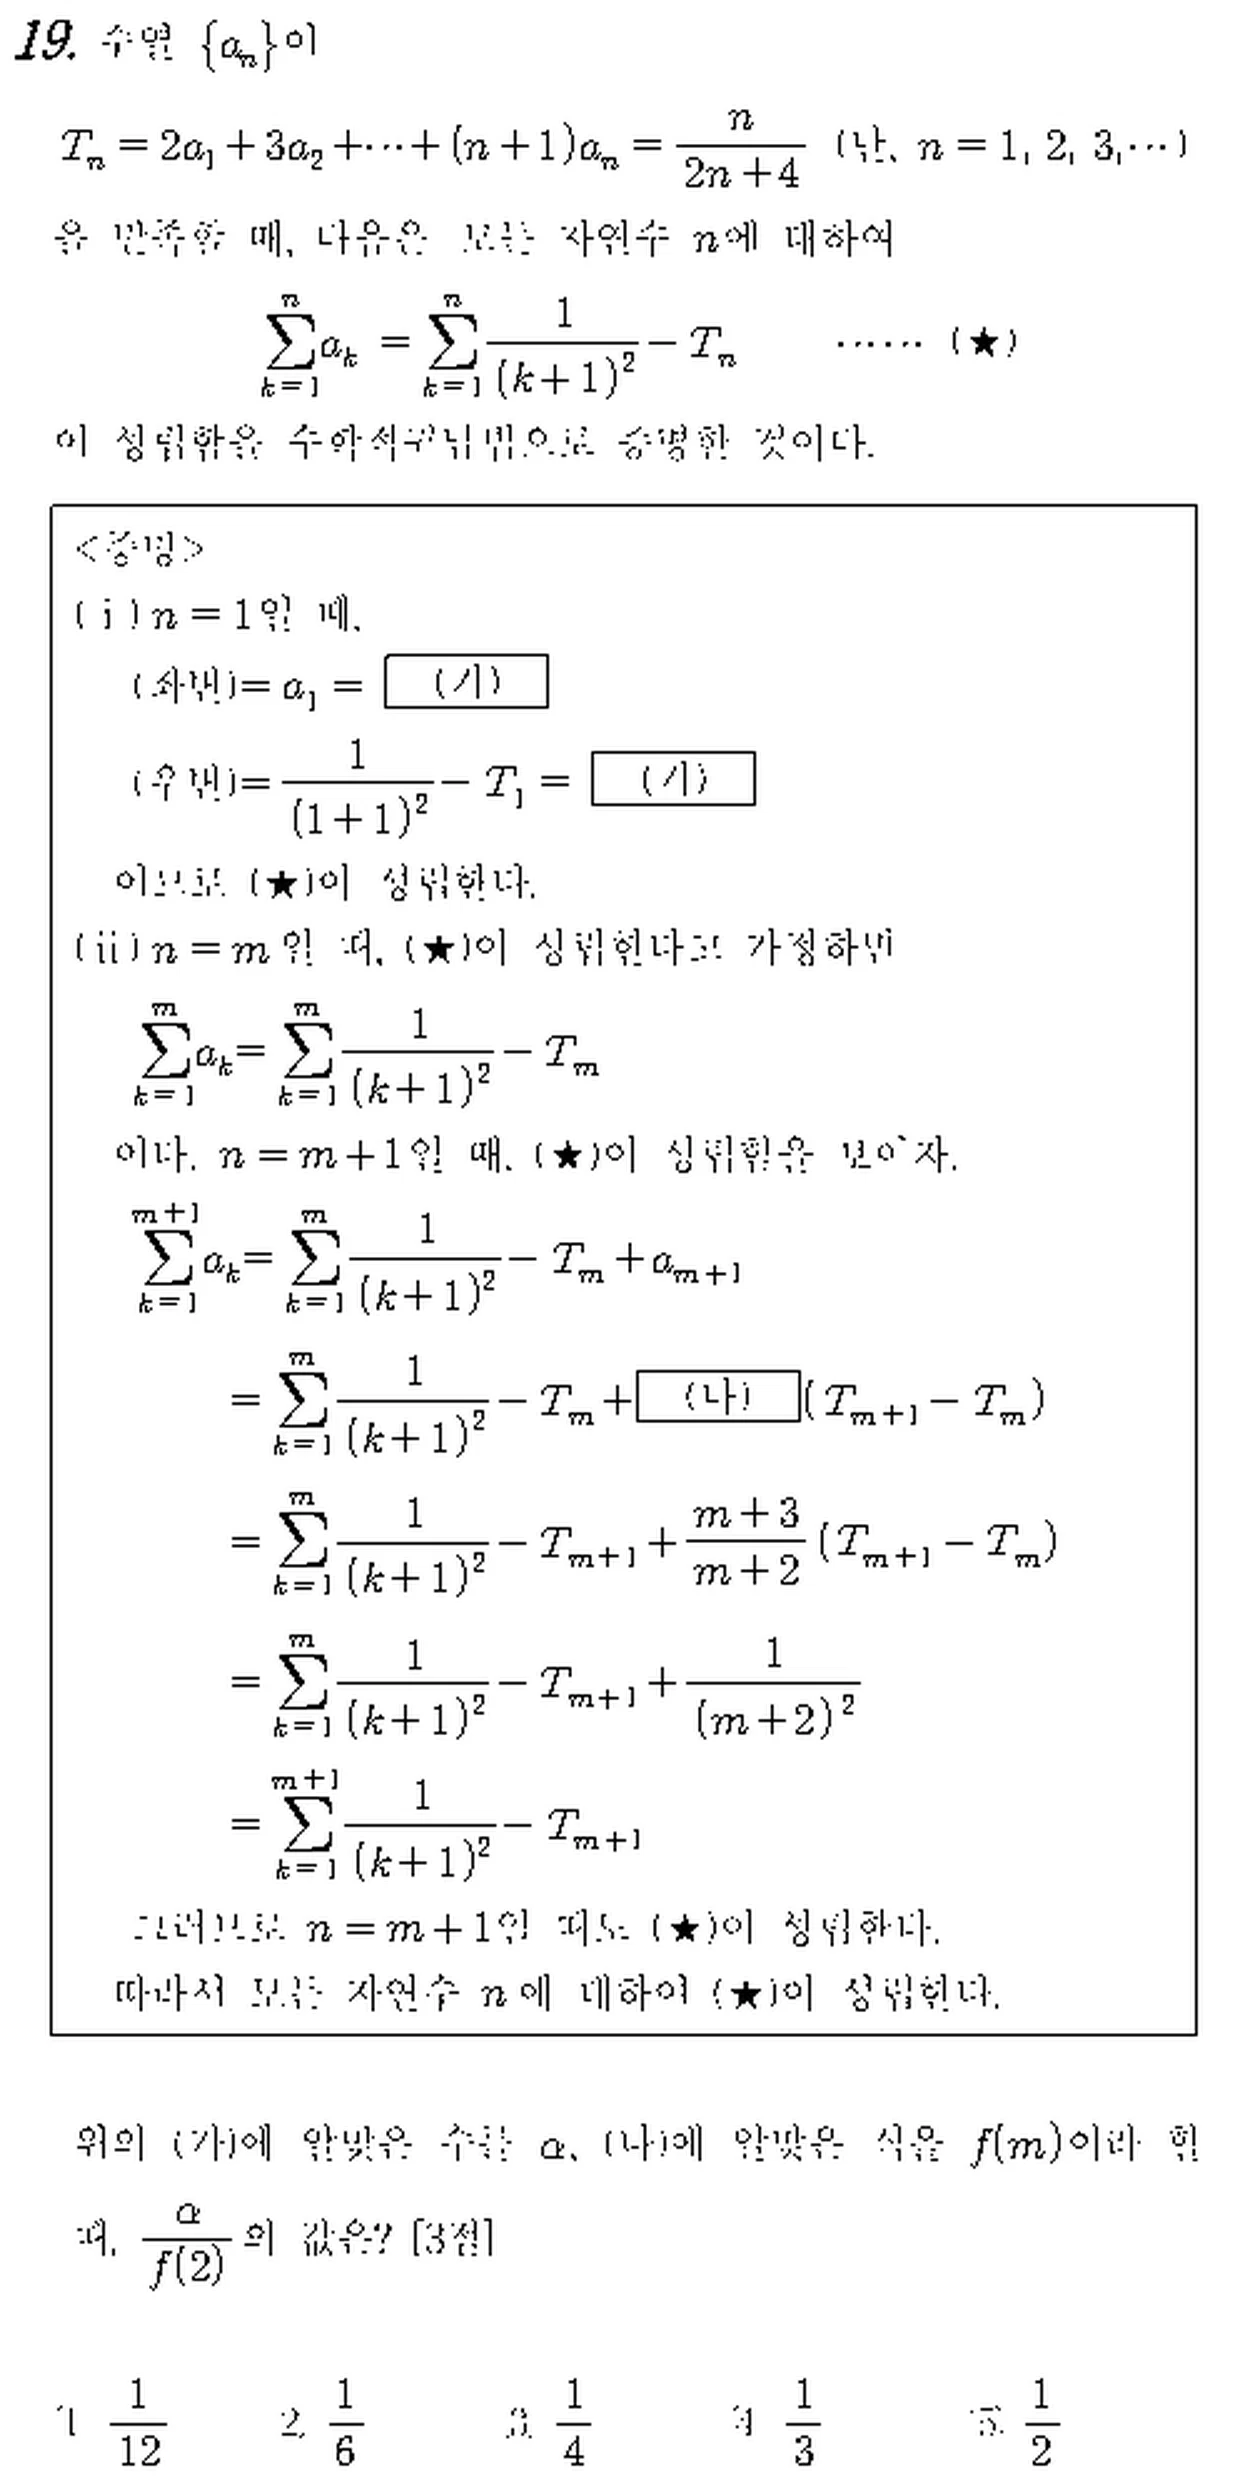 19. 수열 {aₙ}이
Tₙ = 2a₁ + 3a₂ + ⋯ + (n+1)aₙ = n/(2n+4) (단, n = 1, 2, 3, ⋯)
을 만족할 때, 다음은 모든 자연수 n에 대하여
∑_{k=1}^{n} a_k = ∑_{k=1}^{n} 1/(k+1)² − Tₙ ⋯⋯ (★)
이 성립함을 수학적귀납법으로 증명한 것이다.
<증명>
(ⅰ) n = 1일 때,
(좌변) = a₁ = (가)
(우변) = 1/(1+1)² − T₁ = (가)
이므로 (★)이 성립한다.
(ⅱ) n = m일 때, (★)이 성립한다고 가정하면
∑_{k=1}^{m} a_k = ∑_{k=1}^{m} 1/(k+1)² − T_m
이다. n = m+1일 때, (★)이 성립함을 보이자.
∑_{k=1}^{m+1} a_k = ∑_{k=1}^{m} 1/(k+1)² − T_m + a_{m+1}
= ∑_{k=1}^{m} 1/(k+1)² − T_m + (나) (T_{m+1} − T_m)
= ∑_{k=1}^{m} 1/(k+1)² − T_{m+1} + (m+3)/(m+2) (T_{m+1} − T_m)
= ∑_{k=1}^{m} 1/(k+1)² − T_{m+1} + 1/(m+2)²
= ∑_{k=1}^{m+1} 1/(k+1)² − T_{m+1}
그러므로 n = m+1일 때도 (★)이 성립한다.
따라서 모든 자연수 n에 대하여 (★)이 성립한다.
위의 (가)에 알맞은 수를 α, (나)에 알맞은 식을 f(m)이라 할
때, α/f(2)의 값은? [3점]
① 1/12 ② 1/6 ③ 1/4 ④ 1/3 ⑤ 1/2